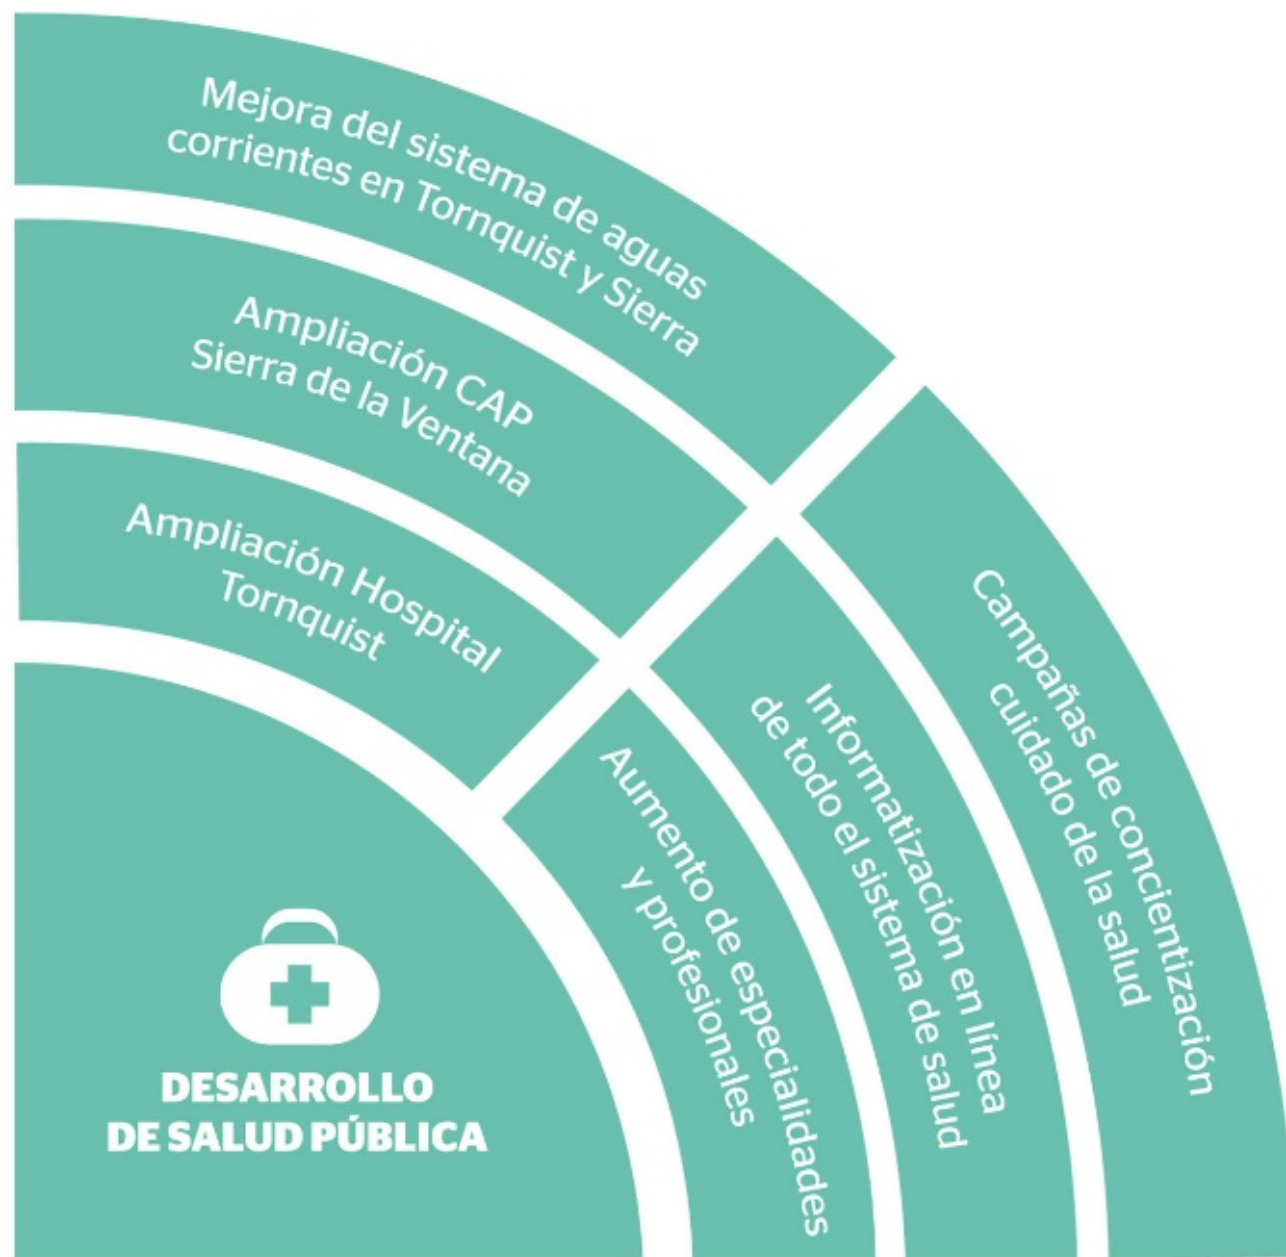 Mejora del sistema de aguas
corrientes en Tornquist y Sierra
Ampliación CAP
Sierra de la Ventana
Ampliación Hospital
Tornquist
Campañas de concientización
cuidado de la salud
Informatización en línea
de todo el sistema de salud
Aumento de especialidades
y profesionales
DESARROLLO
DE SALUD PÚBLICA